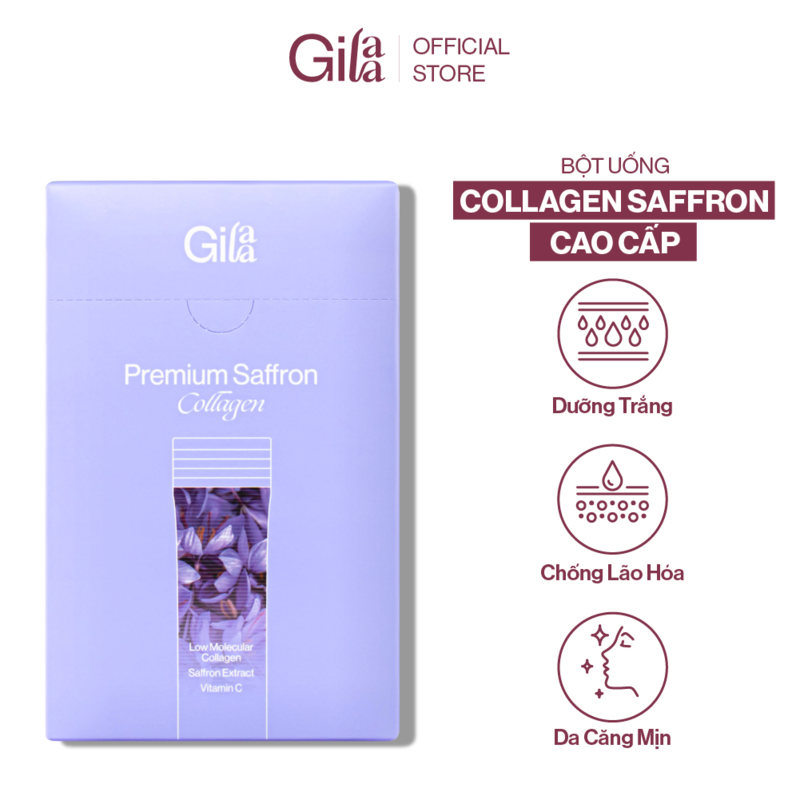 Gilaa
OFFICIAL
STORE
BỘT UỐNG
COLLAGEN SAFFRON
CAO CẤP
Dưỡng Trắng
Chống Lão Hóa
Da Căng Mịn
Gilaa
Premium Saffron
Collagen
Low Molecular
Collagen
Saffron Extract
Vitamin C